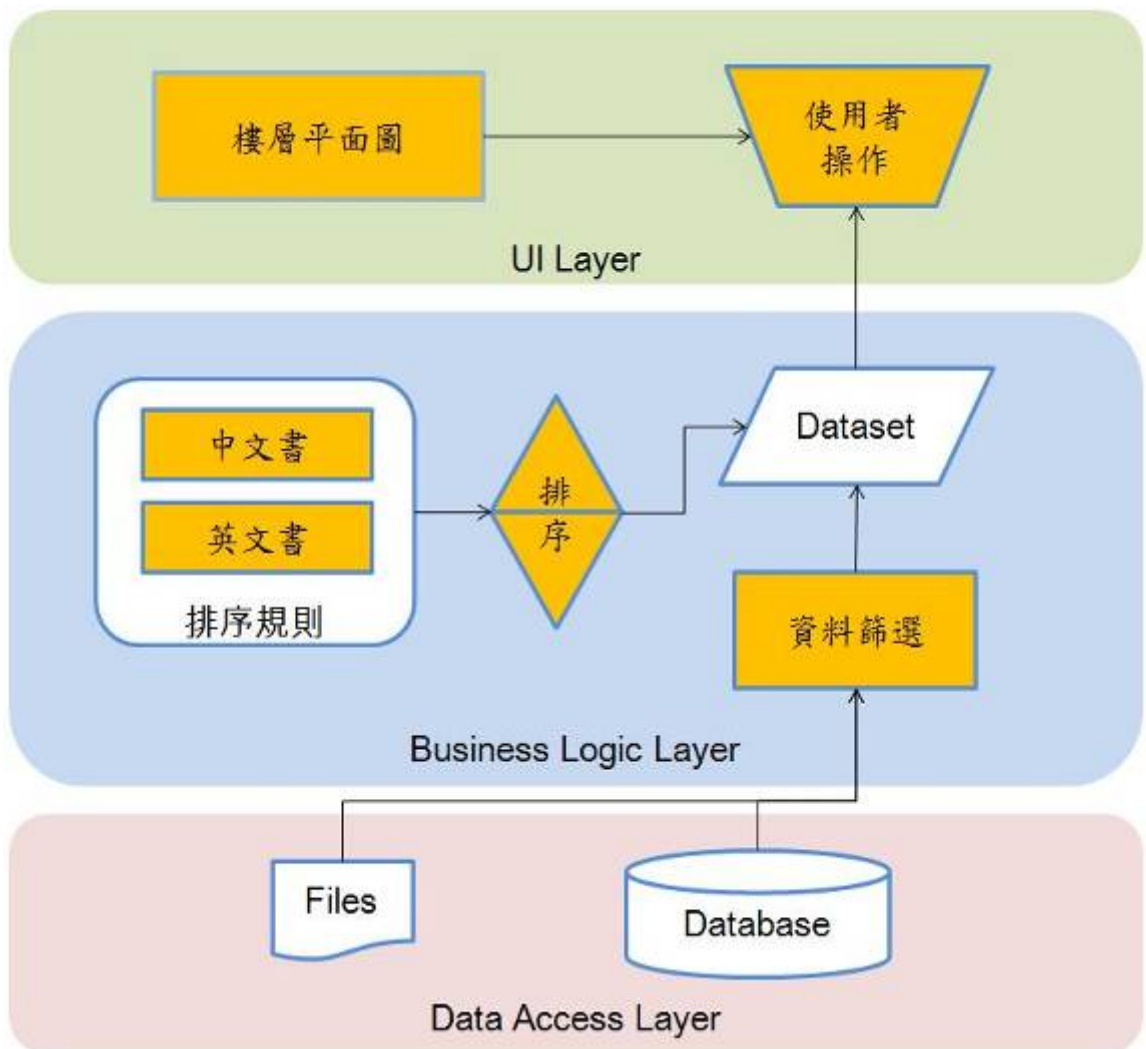 樓層平面圖
使用者
操作
UI Layer
中文書
英文書
排序規則
排
序
Dataset
資料篩選
Business Logic Layer
Files
Database
Data Access Layer